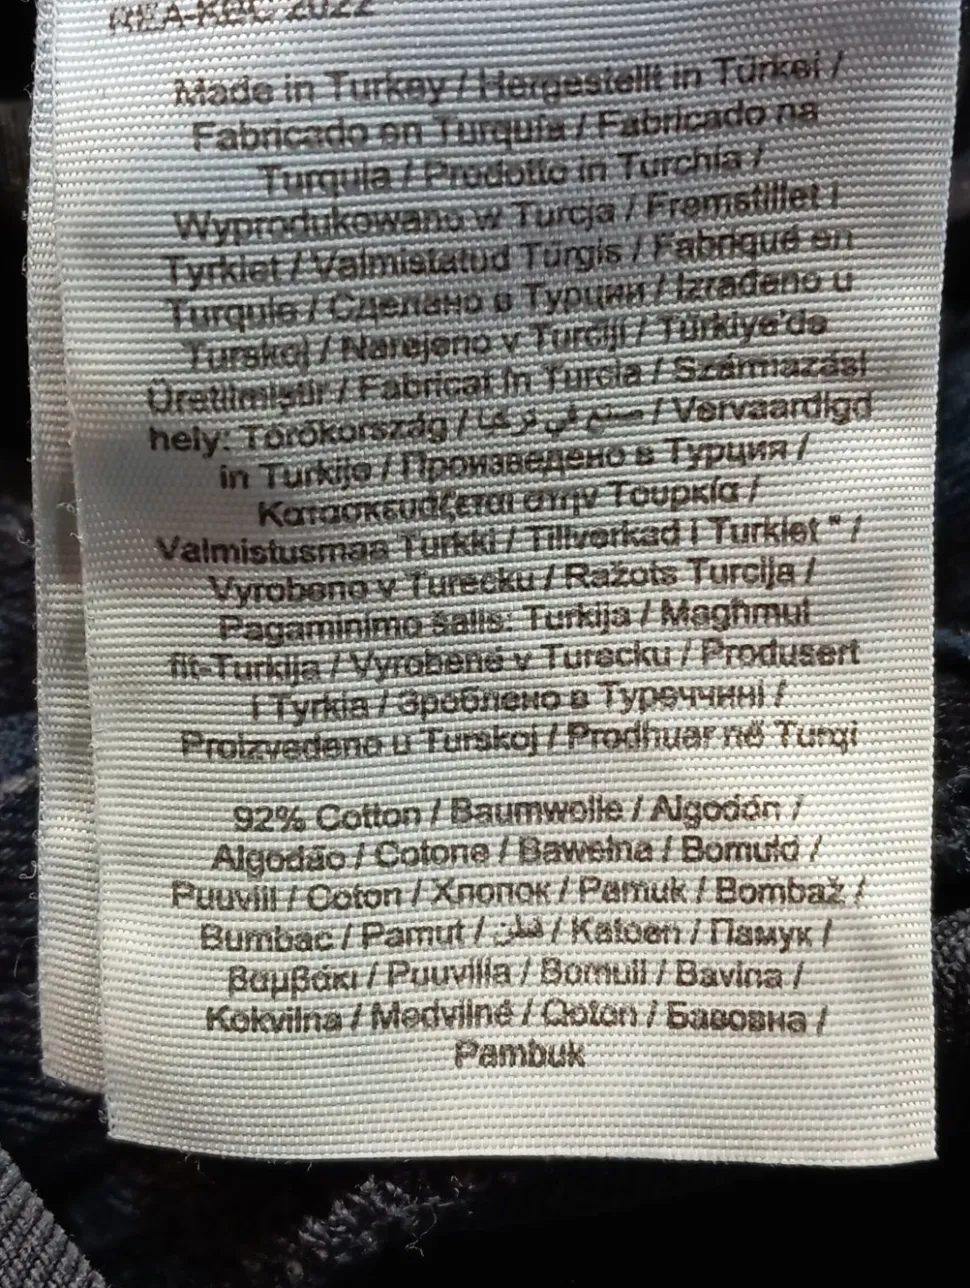 2022
Made in Turkey / Hergestellt in Türkei /
Fabricado en Turquía / Fabricado na
Turquia / Prodotto in Turchia /
Wyprodukowano w Turcja / Fremstillet i
Tyrkiet / Valmistatud Türgis / Fabriqué en
Turquie / Сделано в Турции / Izrađeno u
Turskoj / Narejeno v Turčiji / Türkiye'de
Üretilmiştir / Fabricat în Turcia / Származási
hely: Törökország / صنع في تركيا / Vervaardigd
in Turkije / Произведено в Турция /
Κατασκευάζεται στην Τουρκία /
Valmistusmaa Turkki / Tillverkad i Turkiet " /
Vyrobeno v Turecku / Ražots Turcija /
Pagaminimo šalis: Turkija / Magħmul
fit-Turkija / Vyrobené v Turecku / Produsert
i Tyrkia / Зроблено в Туреччині /
Proizvedeno u Turskoj / Prodhuar në Turqi
92% Cotton / Baumwolle / Algodón /
Algodão / Cotone / Bawełna / Bomuld /
Puuvill / Coton / Хлопок / Pamuk / Bombaž /
Bumbac / Pamut / قطن / Katoen / Памук /
Βαμβάκι / Puuvilla / Bomull / Bavlna /
Kokvilna / Medvilnė / Qoton / Бавовна /
Pambuk